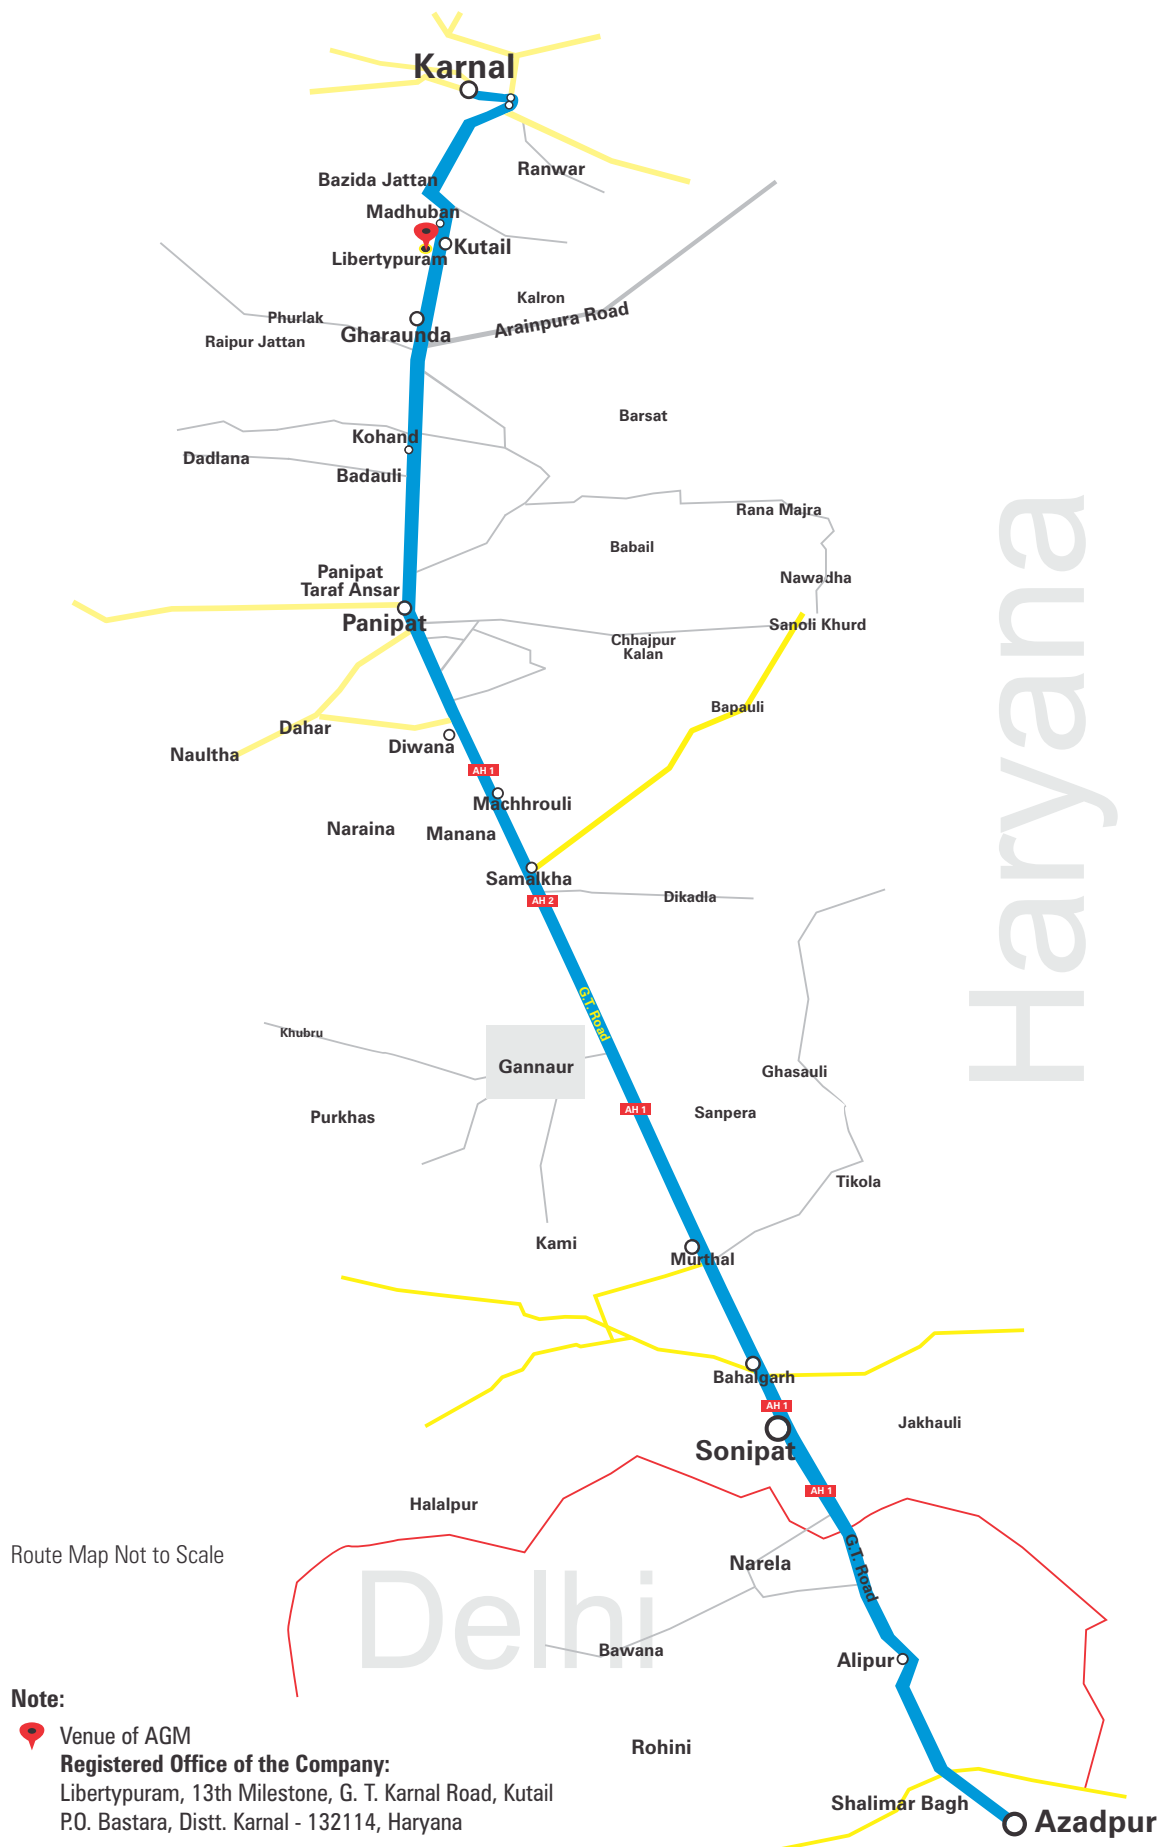 Karnal
Ranwar
Bazida Jattan
Madhuban
Kutail
Libertypuram
Kalron
Phurlak
Arainpura Road
Gharaunda
Raipur Jattan
Barsat
Kohand
Dadlana
Badauli
Rana Majra
Babail
Panipat
Taraf Ansar
Nawadha
Panipat
Sanoli Khurd
Chhajpur
Kalan
Bapauli
Dahar
Diwana
Naultha
AH 1
Machhrouli
Naraina
Manana
Samalkha
Dikadla
AH 2
Haryana
G.T. Road
Khubru
Gannaur
Ghasauli
AH 1
Sanpera
Purkhas
Tikola
Kami
Murthal
Bahalgarh
AH 1
Jakhauli
Sonipat
AH 1
Halalpur
Route Map Not to Scale
Narela
G.T. Road
Delhi
Bawana
Alipur
Note:
Venue of AGM
Rohini
Registered Office of the Company:
Libertypuram, 13th Milestone, G. T. Karnal Road, Kutail
P.O. Bastara, Distt. Karnal - 132114, Haryana
Shalimar Bagh
Azadpur